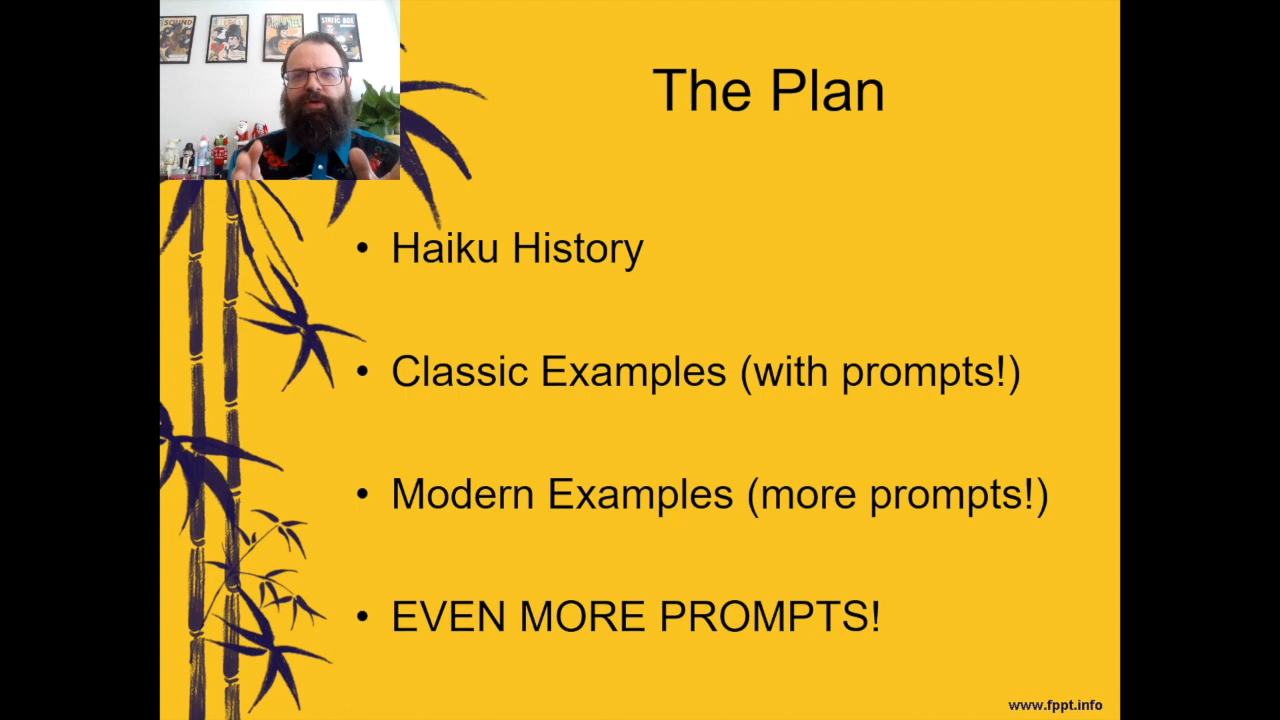 The Plan
• Haiku History
• Classic Examples (with prompts!)
• Modern Examples (more prompts!)
• EVEN MORE PROMPTS!
www.fppt.info